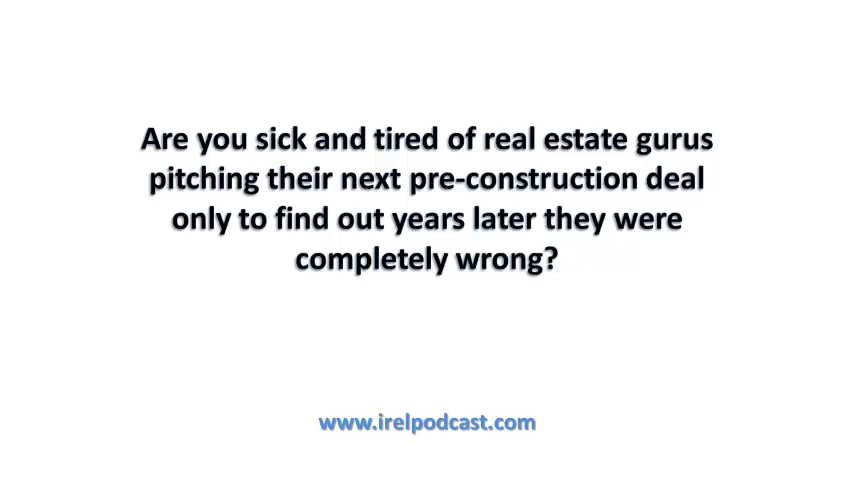 Are you sick and tired of real estate gurus
pitching their next pre-construction deal
only to find out years later they were
completely wrong?
www.irelpodcast.com